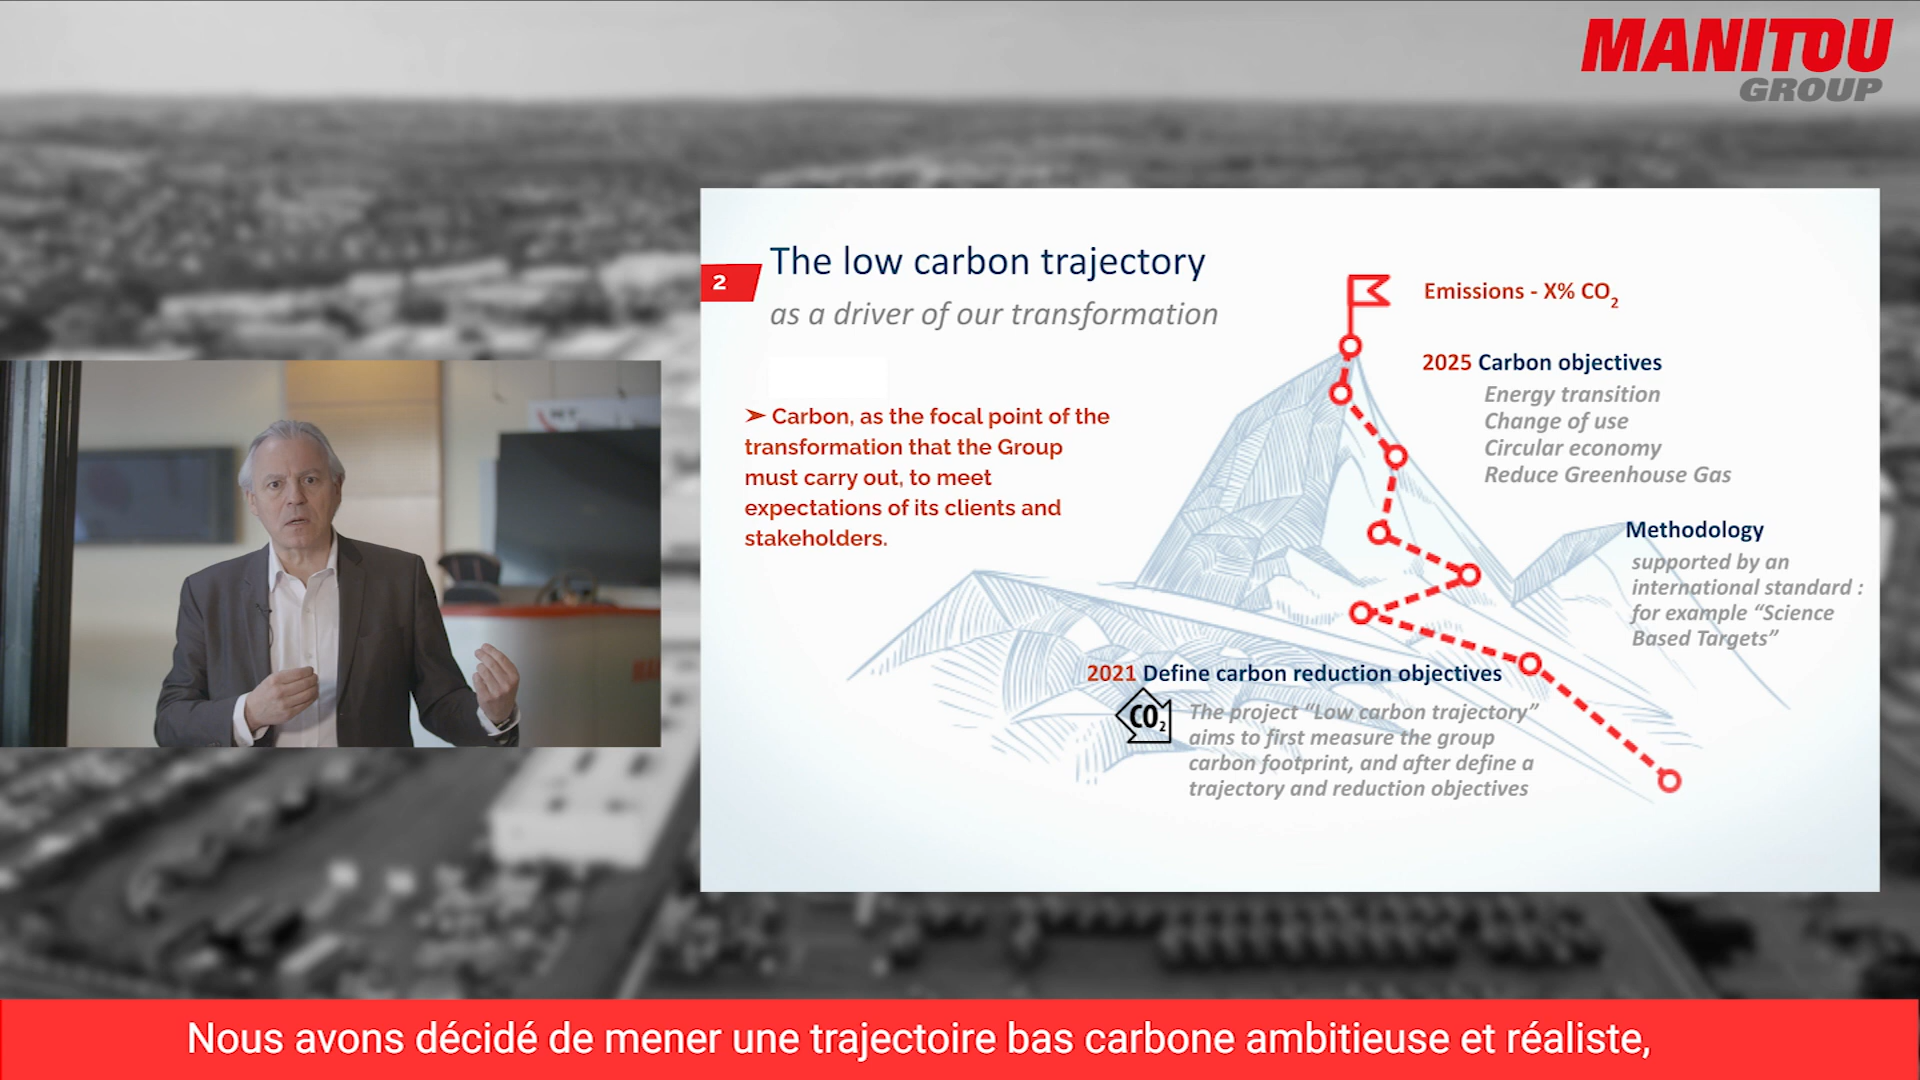 MANITOU
GROUP
2
The low carbon trajectory
as a driver of our transformation
➢ Carbon, as the focal point of the
transformation that the Group
must carry out, to meet
expectations of its clients and
stakeholders.
Emissions - X% CO₂
2025 Carbon objectives
Energy transition
Change of use
Circular economy
Reduce Greenhouse Gas
Methodology
supported by an
international standard :
for example “Science
Based Targets”
2021 Define carbon reduction objectives
CO₂
The project “Low carbon trajectory”
aims to first measure the group
carbon footprint, and after define a
trajectory and reduction objectives
Nous avons décidé de mener une trajectoire bas carbone ambitieuse et réaliste,